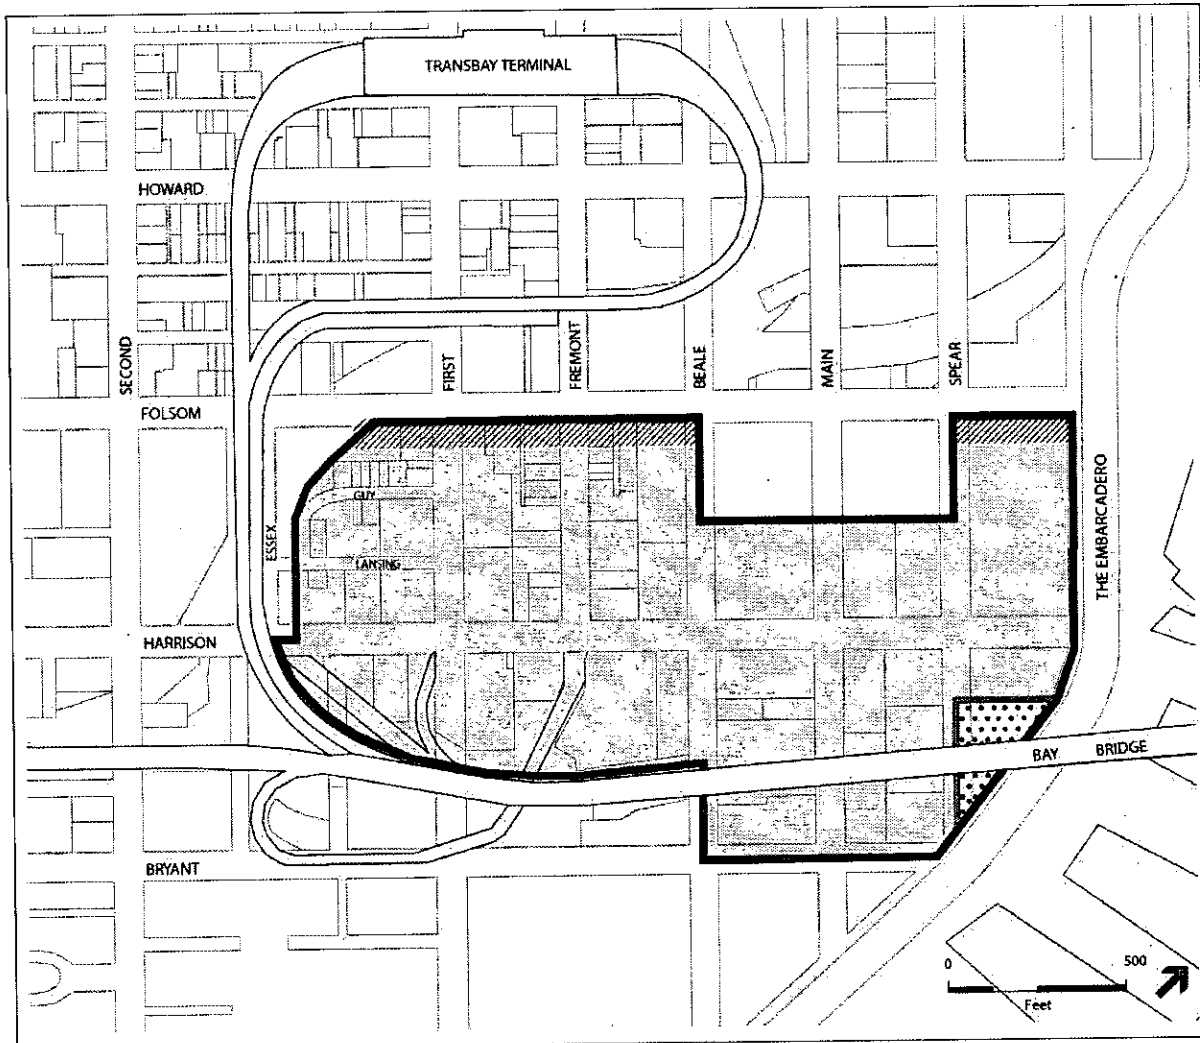 TRANSBAY TERMINAL
HOWARD
SECOND
FIRST
FREMONT
BEALE
MAIN
SPEAR
FOLSOM
GUY
ESSEX
LANSING
THE EMBARCADERO
HARRISON
BAY BRIDGE
BRYANT
0 500
Feet